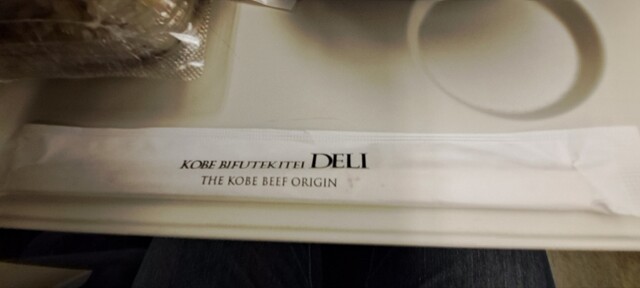 KOBE BIFUTEKITEI DELI
THE KOBE BEEF ORIGIN